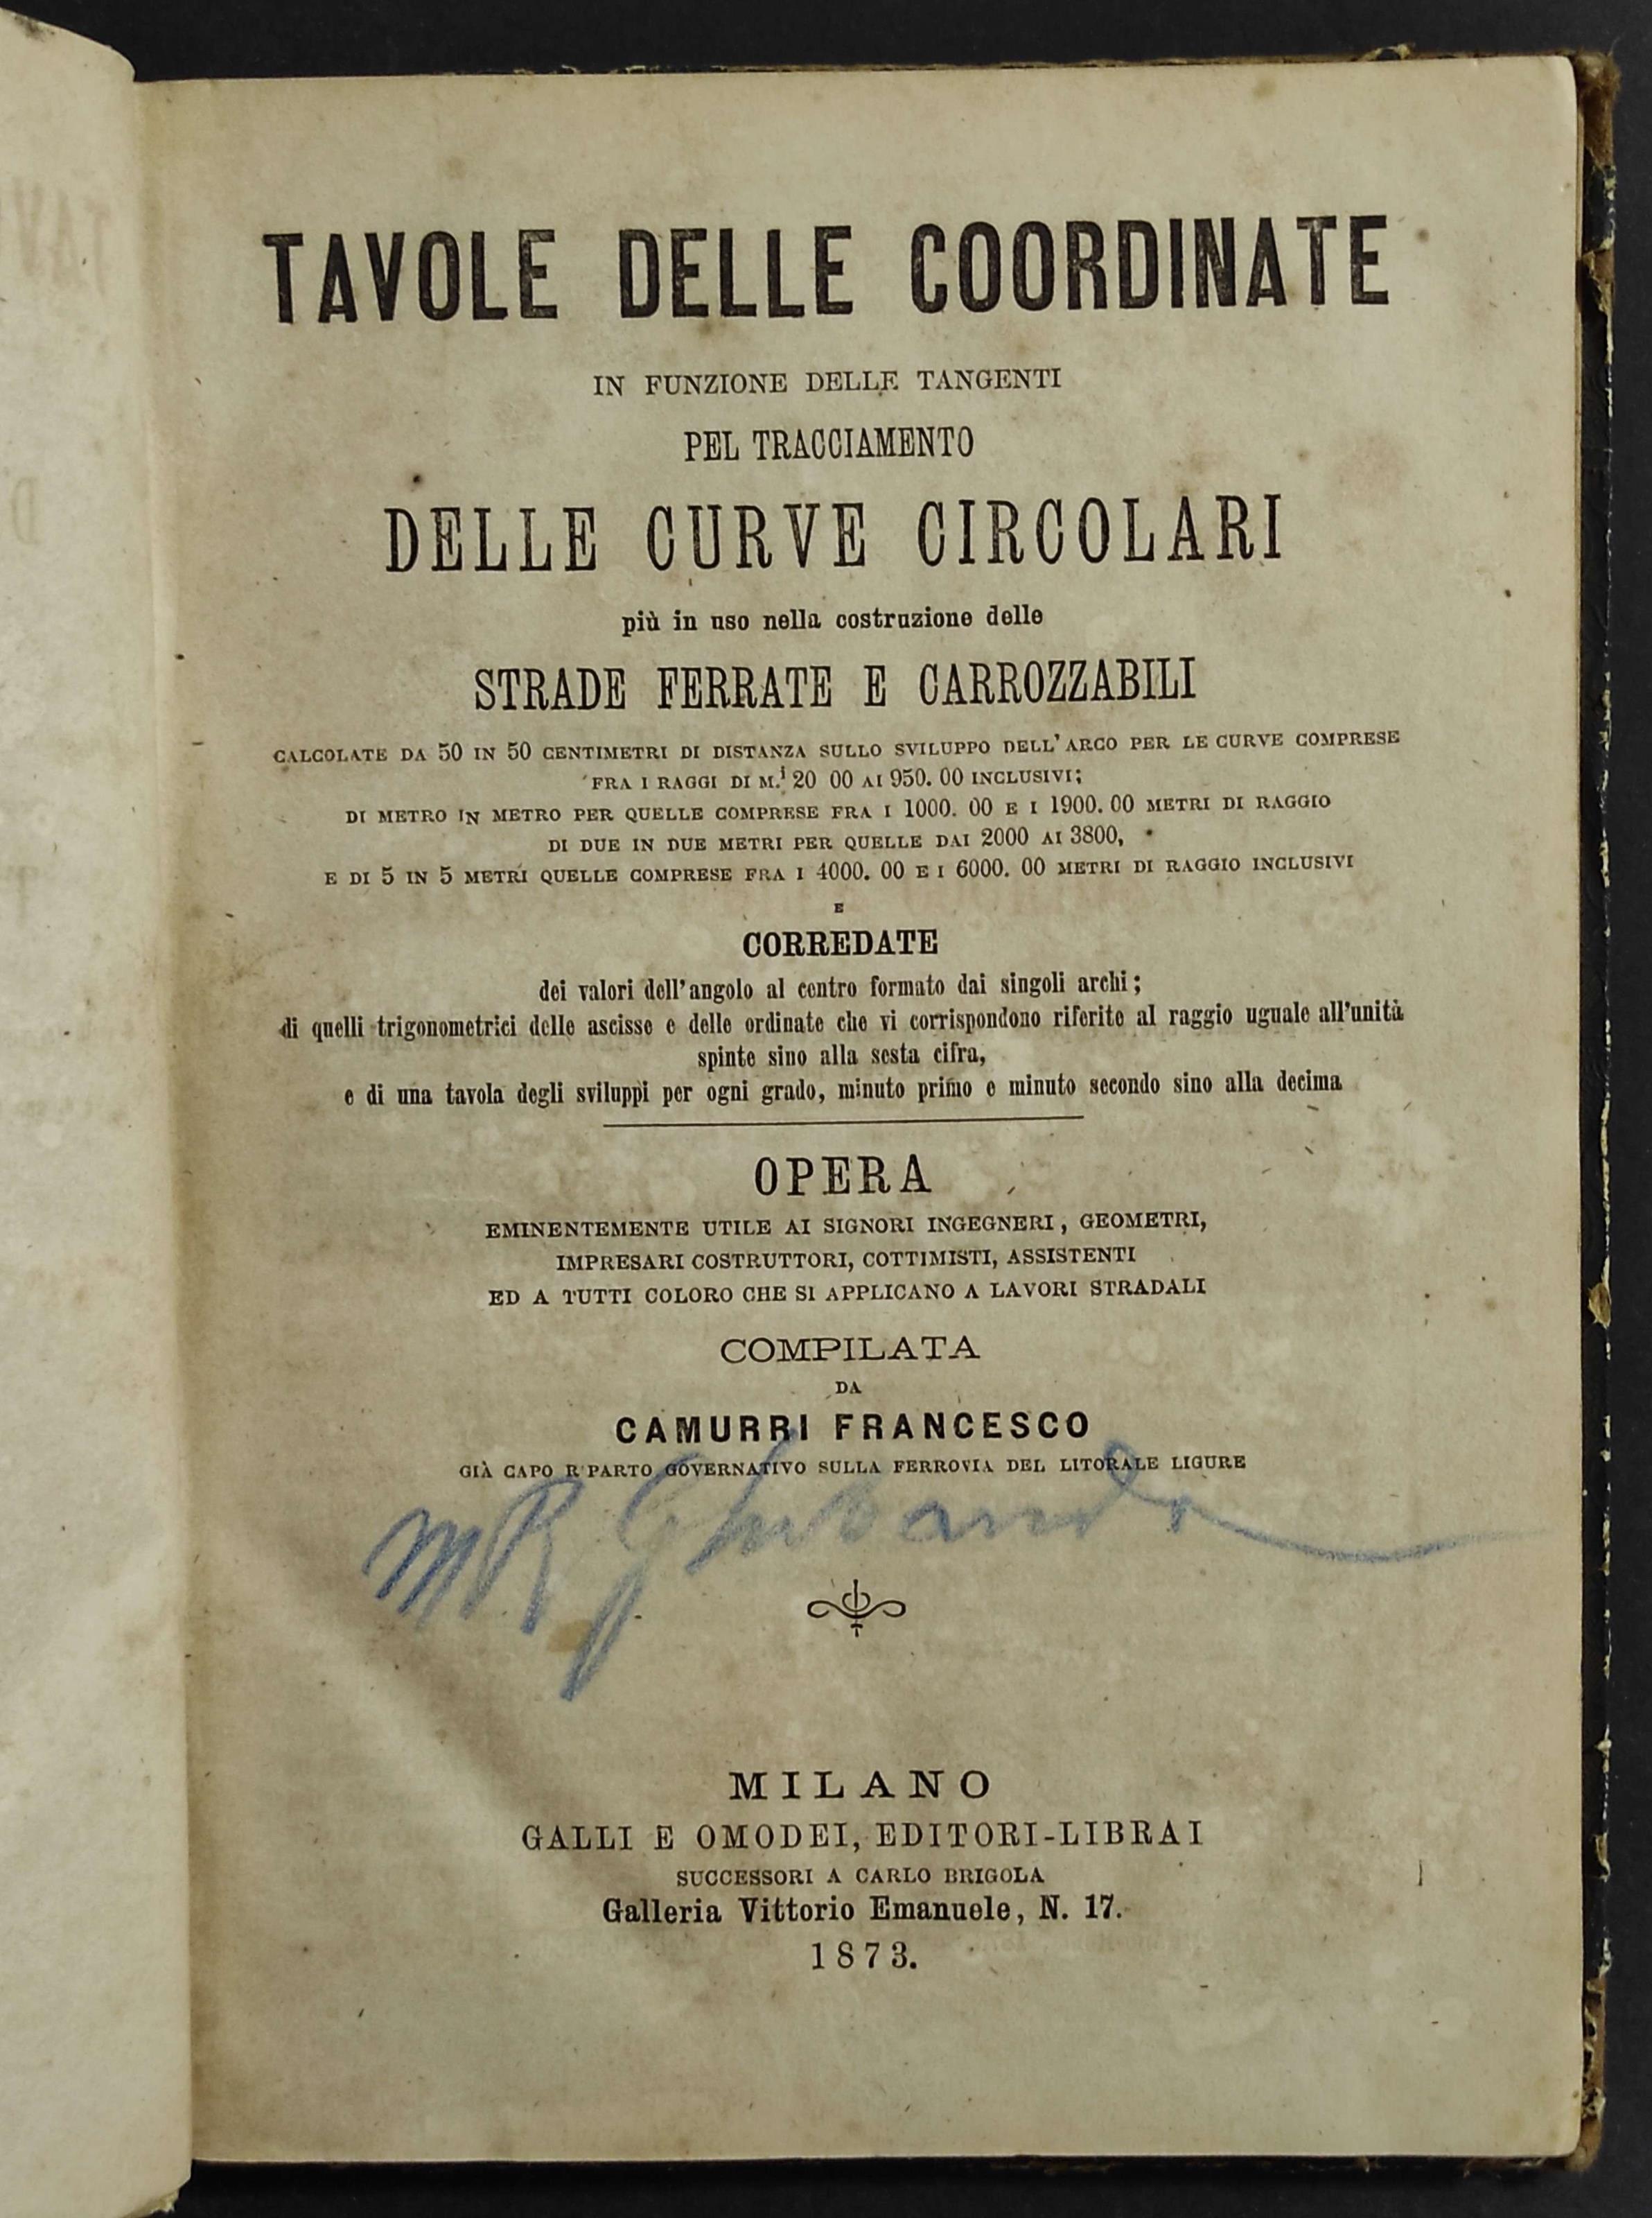 TAVOLE DELLE COORDINATE
IN FUNZIONE DELLE TANGENTI
PEL TRACCIAMENTO
DELLE CURVE CIRCOLARI
più in uso nella costruzione delle
STRADE FERRATE E CARROZZABILI
CALCOLATE DA 50 IN 50 CENTIMETRI DI DISTANZA SULLO SVILUPPO DELL'ARCO PER LE CURVE COMPRESE
FRA I RAGGI DI M.i 20 00 AI 950. 00 INCLUSIVI;
DI METRO IN METRO PER QUELLE COMPRESE FRA I 1000. 00 E I 1900. 00 METRI DI RAGGIO
DI DUE IN DUE METRI PER QUELLE DAI 2000 AI 3800,
E DI 5 IN 5 METRI QUELLE COMPRESE FRA I 4000. 00 E I 6000. 00 METRI DI RAGGIO INCLUSIVI
E
CORREDATE
dei valori dell'angolo al centro formato dai singoli archi;
di quelli trigonometrici delle ascisse e delle ordinate che vi corrispondono riferite al raggio uguale all'unità
spinte sino alla sesta cifra,
e di una tavola degli sviluppi per ogni grado, minuto primo e minuto secondo sino alla decima
OPERA
EMINENTEMENTE UTILE AI SIGNORI INGEGNERI, GEOMETRI,
IMPRESARI COSTRUTTORI, COTTIMISTI, ASSISTENTI
ED A TUTTI COLORO CHE SI APPLICANO A LAVORI STRADALI
COMPILATA
DA
CAMURRI FRANCESCO
GIÀ CAPO R PARTO GOVERNATIVO SULLA FERROVIA DEL LITORALE LIGURE
MILANO
GALLI E OMODEI, EDITORI-LIBRAI
SUCCESSORI A CARLO BRIGOLA
Galleria Vittorio Emanuele, N. 17.
1873.